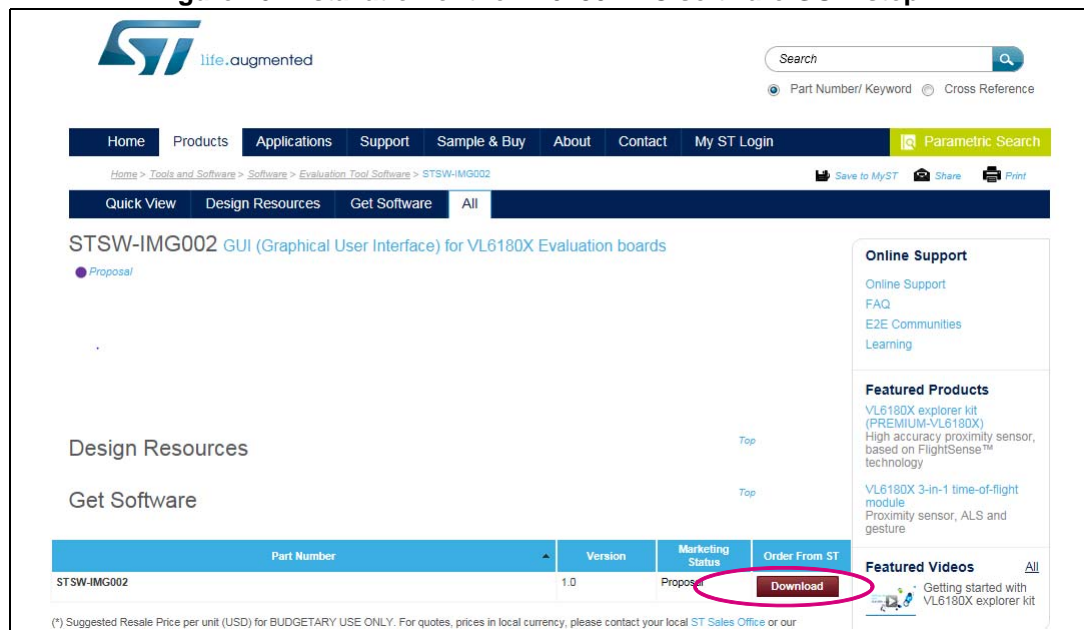 life.augmented
Search
Part Number/ Keyword Cross Reference
Home Products Applications Support Sample & Buy About Contact My ST Login Parametric Search
Home > Tools and Software > Software > Evaluation Tool Software > STSW-IMG002
Save to MyST Share Print
Quick View Design Resources Get Software All
STSW-IMG002 GUI (Graphical User Interface) for VL6180X Evaluation boards
Proposal
Online Support
Online Support
FAQ
E2E Communities
Learning
Featured Products
VL6180X explorer kit
(PREMIUM-VL6180X)
High accuracy proximity sensor,
based on FlightSense™
technology
VL6180X 3-in-1 time-of-flight
module
Proximity sensor, ALS and
gesture
Featured Videos All
Getting started with
VL6180X explorer kit
Design Resources Top
Get Software Top
Part Number Version Marketing Status Order From ST
STSW-IMG002 1.0 Proposal Download
(*) Suggested Resale Price per unit (USD) for BUDGETARY USE ONLY. For quotes, prices in local currency, please contact your local ST Sales Office or our